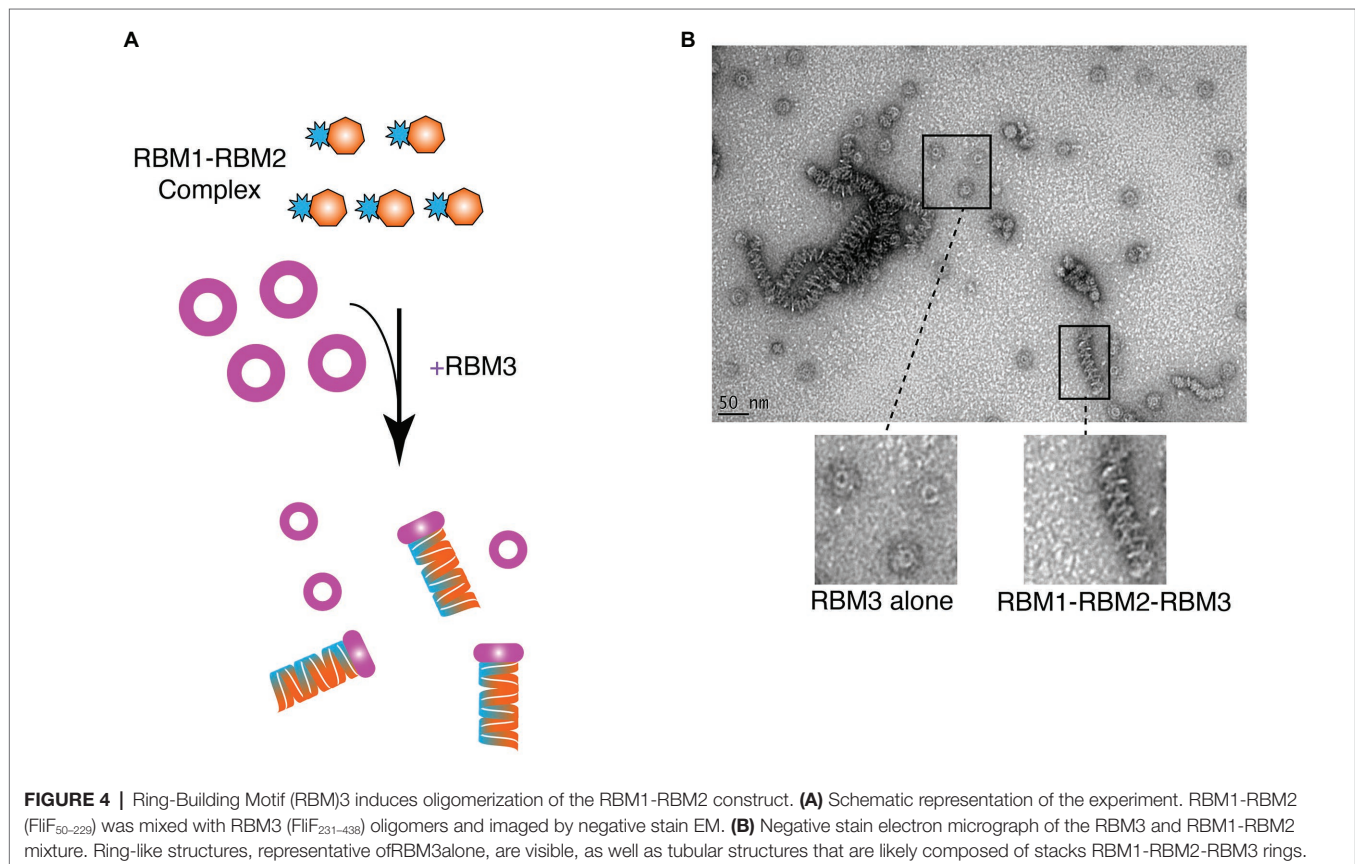 A
B
RBM1-RBM2
Complex
+RBM3
50 nm
RBM3 alone
RBM1-RBM2-RBM3
FIGURE 4 | Ring-Building Motif (RBM)3 induces oligomerization of the RBM1-RBM2 construct. (A) Schematic representation of the experiment. RBM1-RBM2
(FliF50–229) was mixed with RBM3 (FliF231–438) oligomers and imaged by negative stain EM. (B) Negative stain electron micrograph of the RBM3 and RBM1-RBM2
mixture. Ring-like structures, representative ofRBM3alone, are visible, as well as tubular structures that are likely composed of stacks RBM1-RBM2-RBM3 rings.